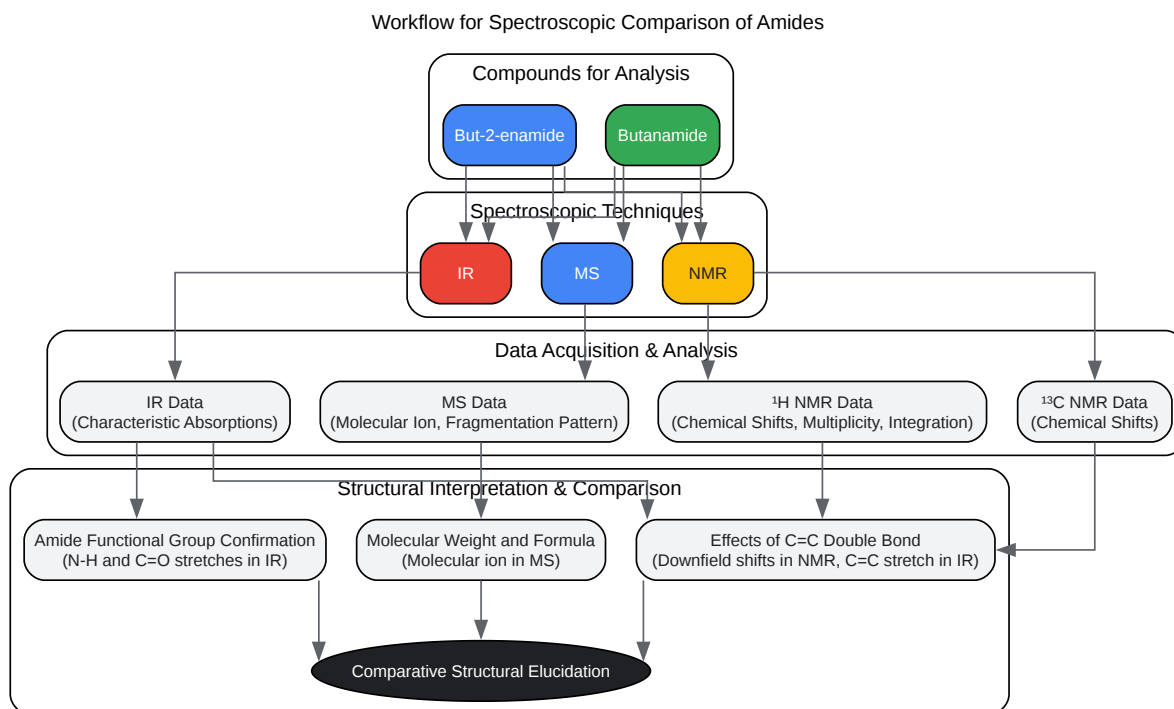 Workflow for Spectroscopic Comparison of Amides
Compounds for Analysis
But-2-enamide
Butanamide
Spectroscopic Techniques
IR
MS
NMR
Data Acquisition & Analysis
IR Data
(Characteristic Absorptions)
MS Data
(Molecular Ion, Fragmentation Pattern)
¹H NMR Data
(Chemical Shifts, Multiplicity, Integration)
¹³C NMR Data
(Chemical Shifts)
Structural Interpretation & Comparison
Amide Functional Group Confirmation
(N-H and C=O stretches in IR)
Molecular Weight and Formula
(Molecular ion in MS)
Effects of C=C Double Bond
(Downfield shifts in NMR, C=C stretch in IR)
Comparative Structural Elucidation